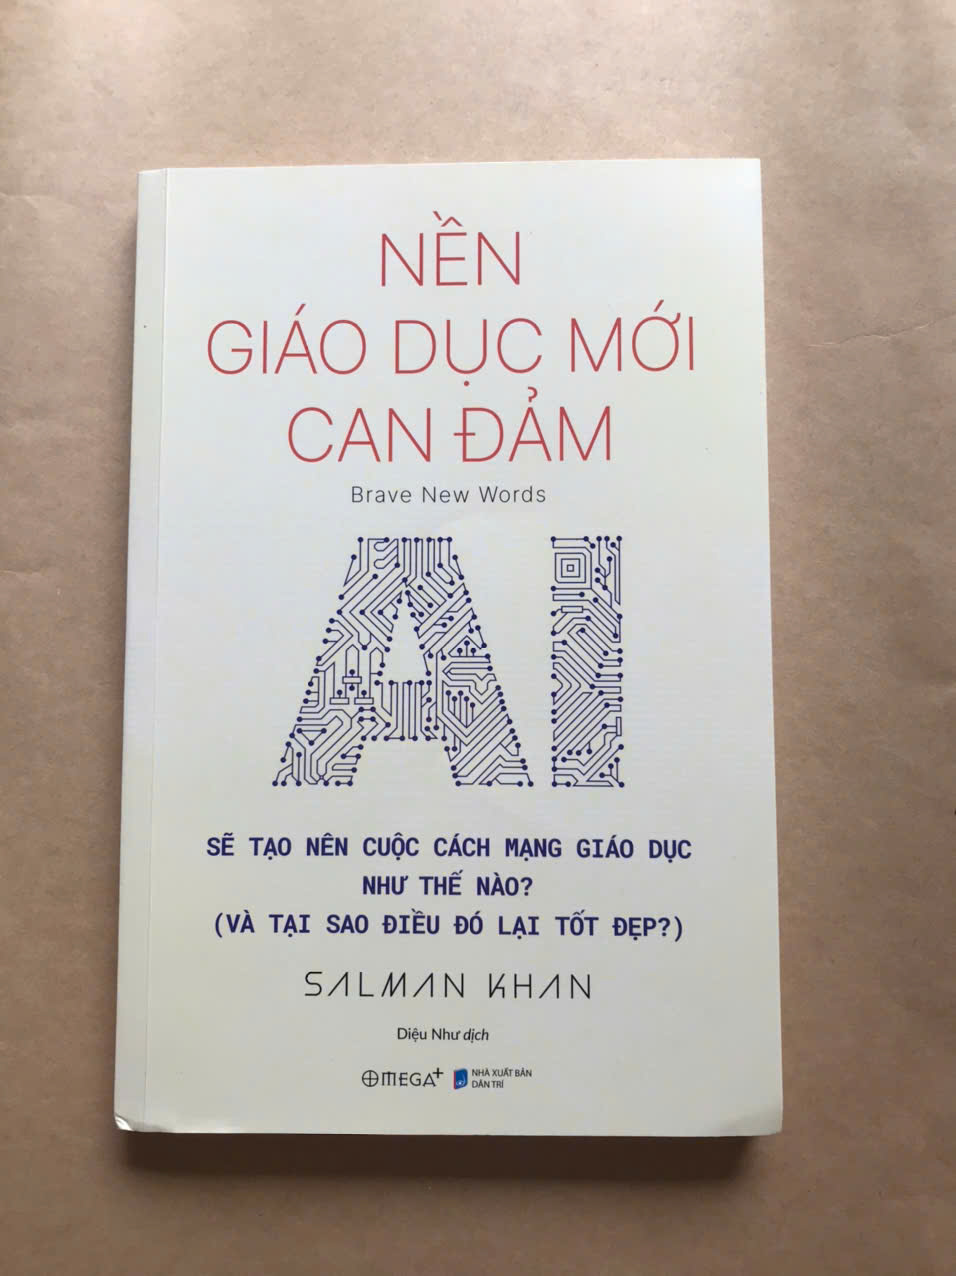 NỀN
GIÁO DỤC MỚI
CAN ĐẢM
Brave New Words
AI
SẼ TẠO NÊN CUỘC CÁCH MẠNG GIÁO DỤC
NHƯ THẾ NÀO?
(VÀ TẠI SAO ĐIỀU ĐÓ LẠI TỐT ĐẸP?)
SALMAN KHAN
Diệu Như dịch
OMEGA+
NHÀ XUẤT BẢN
DÂN TRÍ